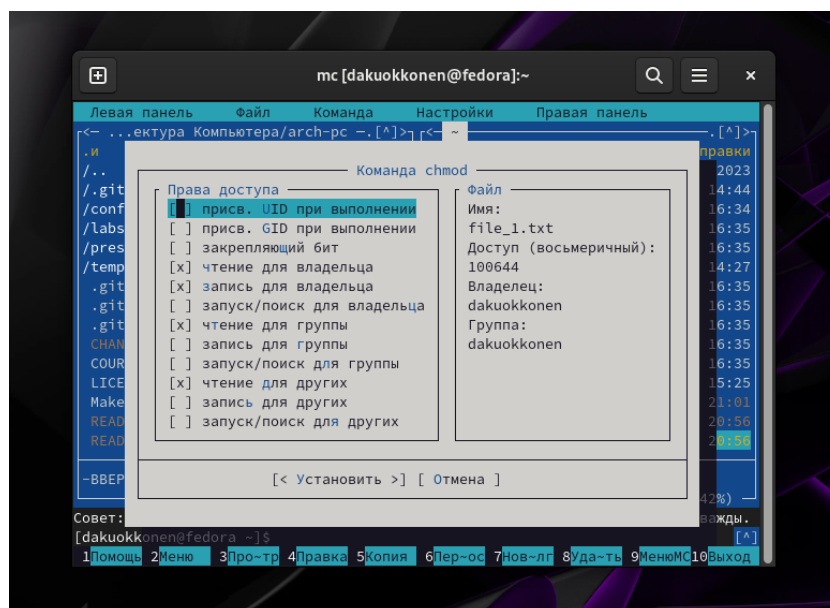 mc [dakuokkonen@fedora]:~
Левая панель Файл Команда Настройки Правая панель
<— ...ектура Компьютера/arch-pc —.[^]> <— ~ —.[^]>
.и правки
/.. 2023
/.git 14:44
/conf 16:34
/labs 16:35
/pres 16:35
/temp 14:27
.git 16:35
.git 16:35
.git 16:35
CHAN 16:35
COUR 16:35
LICE 15:25
Make 21:01
READ 20:56
READ 20:56
-ВВЕР
42%)
Команда chmod
Права доступа
[ ] присв. UID при выполнении
[ ] присв. GID при выполнении
[ ] закрепляющий бит
[x] чтение для владельца
[x] запись для владельца
[ ] запуск/поиск для владельца
[x] чтение для группы
[ ] запись для группы
[ ] запуск/поиск для группы
[x] чтение для других
[ ] запись для других
[ ] запуск/поиск для других
Файл
Имя:
file_1.txt
Доступ (восьмеричный):
100644
Владелец:
dakuokkonen
Группа:
dakuokkonen
[< Установить >] [ Отмена ]
Совет: важды.
[dakuokkonen@fedora ~]$ [^]
1Помощь 2Меню 3Про~тр 4Правка 5Копия 6Пер~ос 7Нов~лг 8Уда~ть 9МенюMC 10Выход